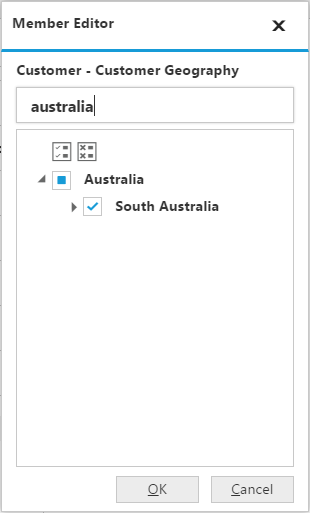 Member Editor
Customer - Customer Geography
australia
Australia
South Australia
OK Cancel